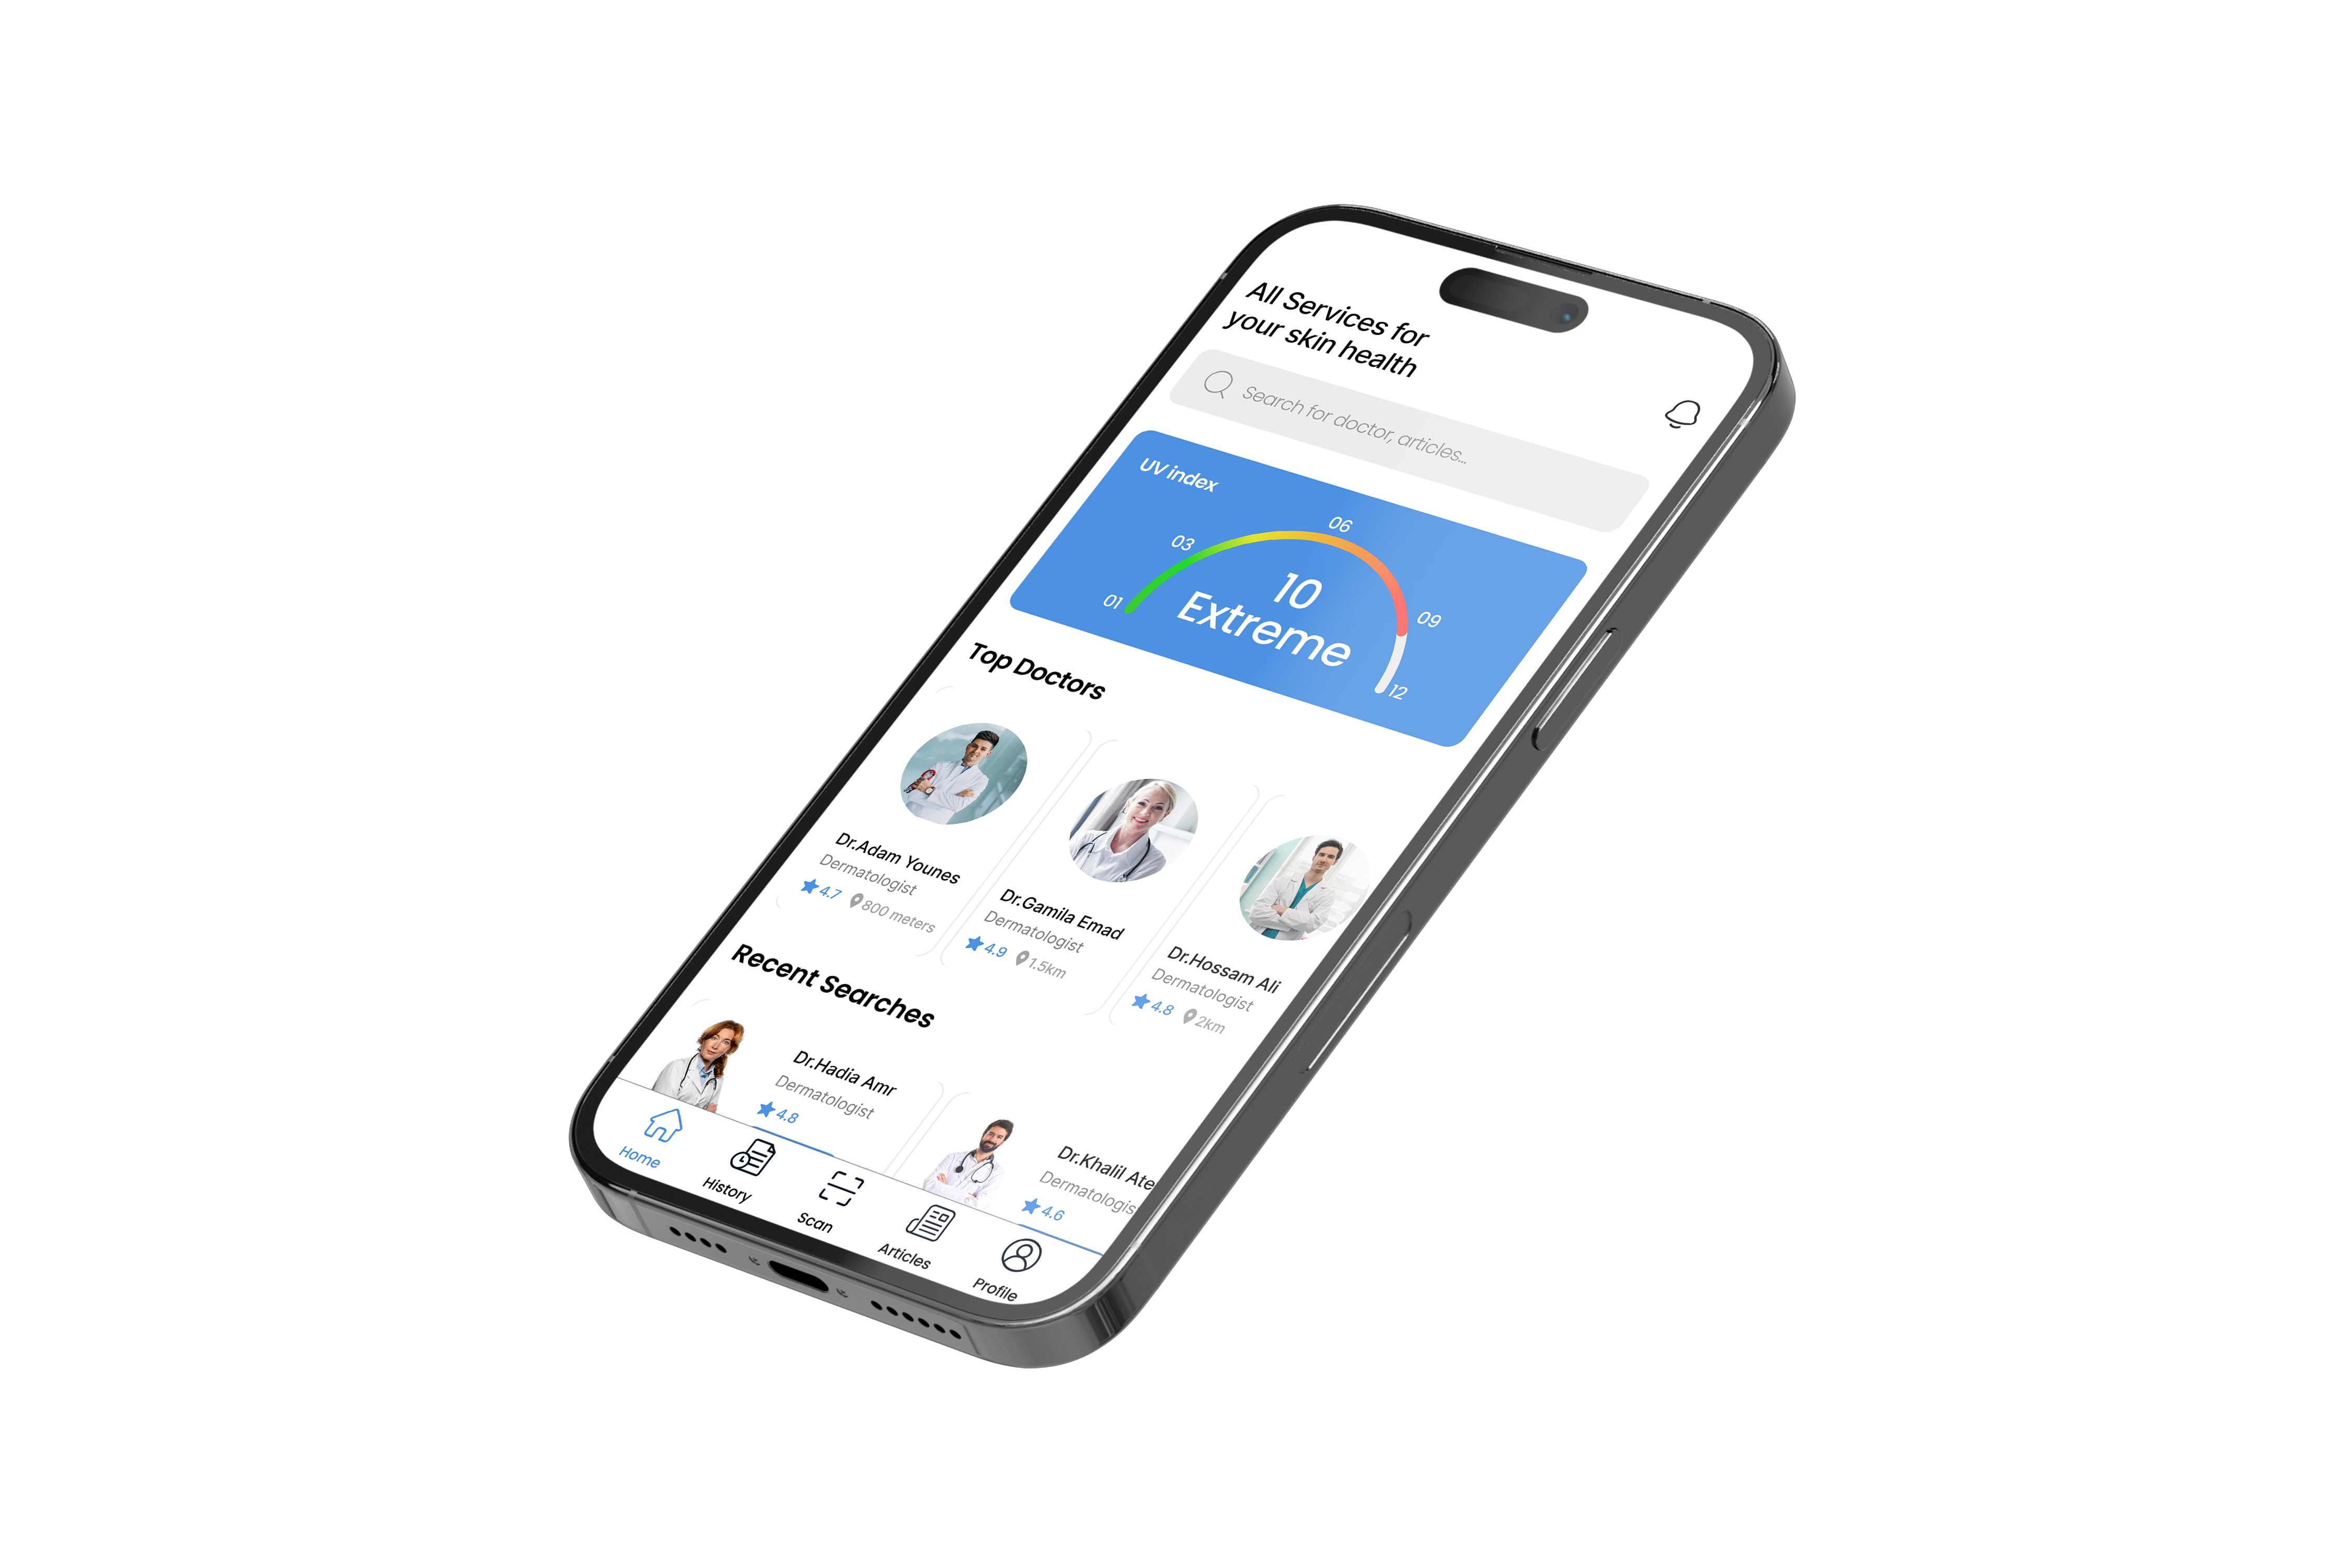 All Services for
your skin health
Search for doctor, articles...
UV index
01
03
06
09
12
10
Extreme
Top Doctors
Dr.Adam Younes
Dermatologist
4.7 800 meters
Dr.Gamila Emad
Dermatologist
4.9 1.5km
Dr.Hossam Ali
Dermatologist
4.8 2km
Recent Searches
Dr.Hadia Amr
Dermatologist
4.8
Dr.Khalil Ate
Dermatologis
4.6
Home
History
Scan
Articles
Profile